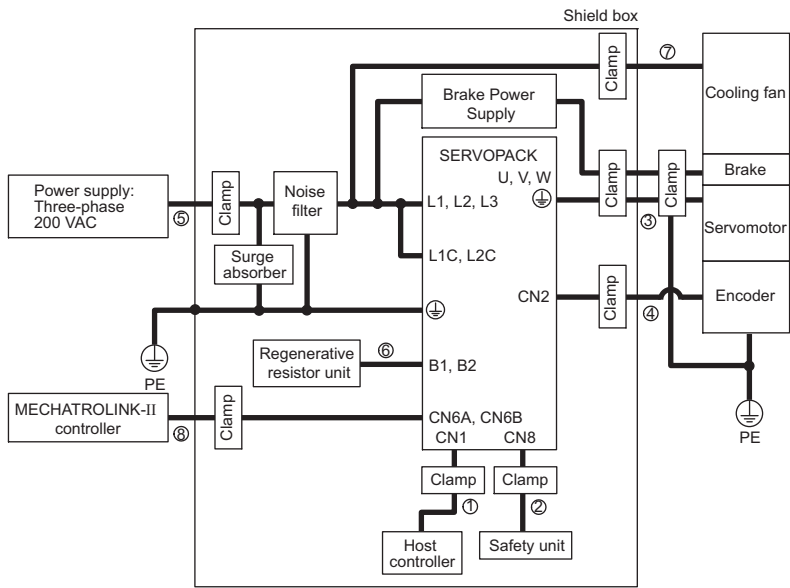 Shield box
Clamp
⑦
Cooling fan
Brake Power
Supply
SERVOPACK
U, V, W
Clamp
Clamp
Brake
Power supply:
Three-phase
200 VAC
⑤
Clamp
Noise
filter
L1, L2, L3
③
Servomotor
Surge
absorber
L1C, L2C
CN2
Clamp
④
Encoder
PE
Regenerative
resistor unit
⑥
B1, B2
MECHATROLINK-II
controller
⑧
Clamp
CN6A, CN6B
CN1
CN8
PE
Clamp
Clamp
①
②
Host
controller
Safety unit